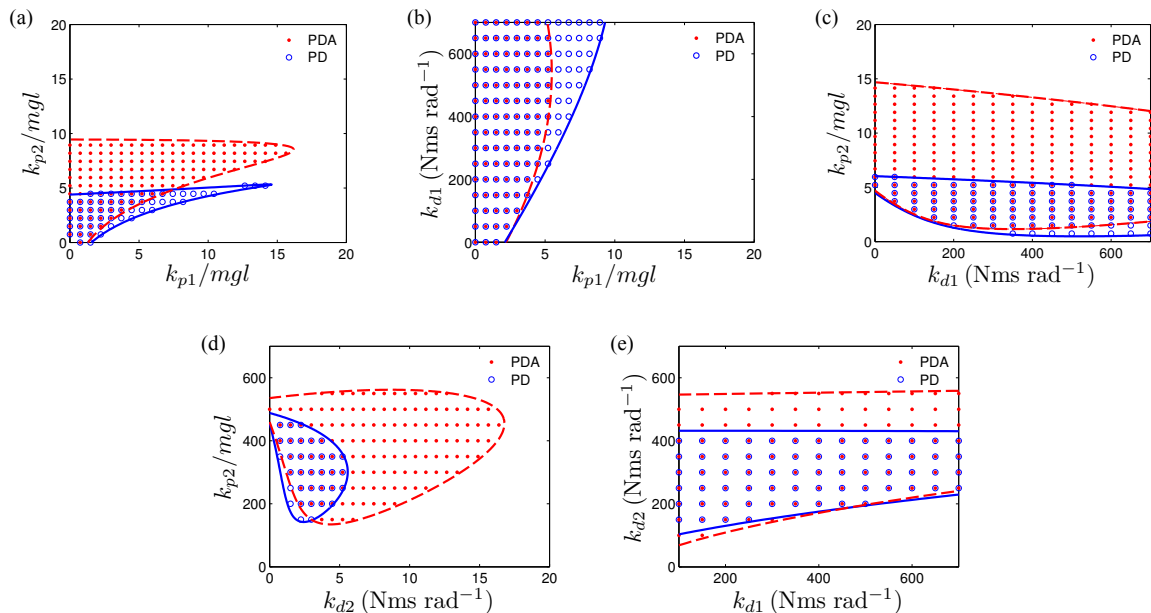 (a)
20
15
10
5
0
0 5 10 15 20
k_{p2}/mgl
k_{p1}/mgl
PDA
PD
(b)
600
400
200
0
0 5 10 15 20
k_{d1} (Nms rad^{-1})
k_{p1}/mgl
PDA
PD
(c)
20
15
10
5
0
0 200 400 600
k_{p2}/mgl
k_{d1} (Nms rad^{-1})
PDA
PD
(d)
600
400
200
0
0 5 10 15 20
k_{p2}/mgl
k_{d2} (Nms rad^{-1})
PDA
PD
(e)
600
400
200
0
200 400 600
k_{d2} (Nms rad^{-1})
k_{d1} (Nms rad^{-1})
PDA
PD